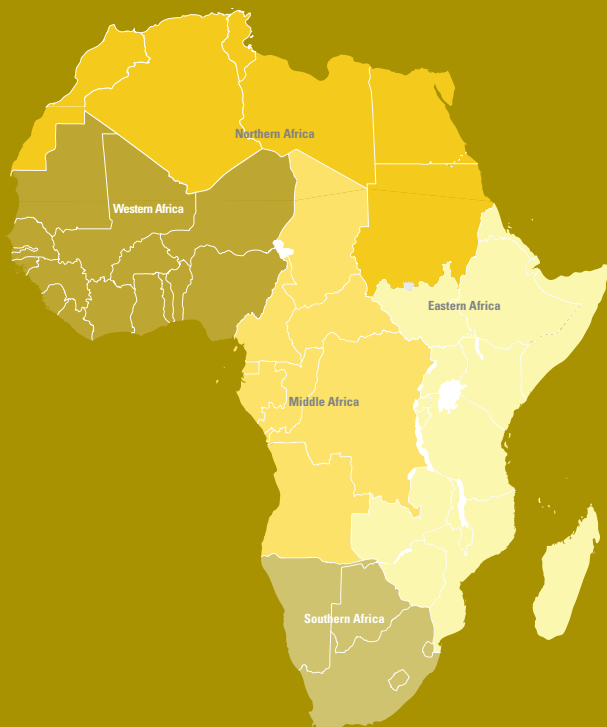 Northern Africa
Western Africa
Eastern Africa
Middle Africa
Southern Africa